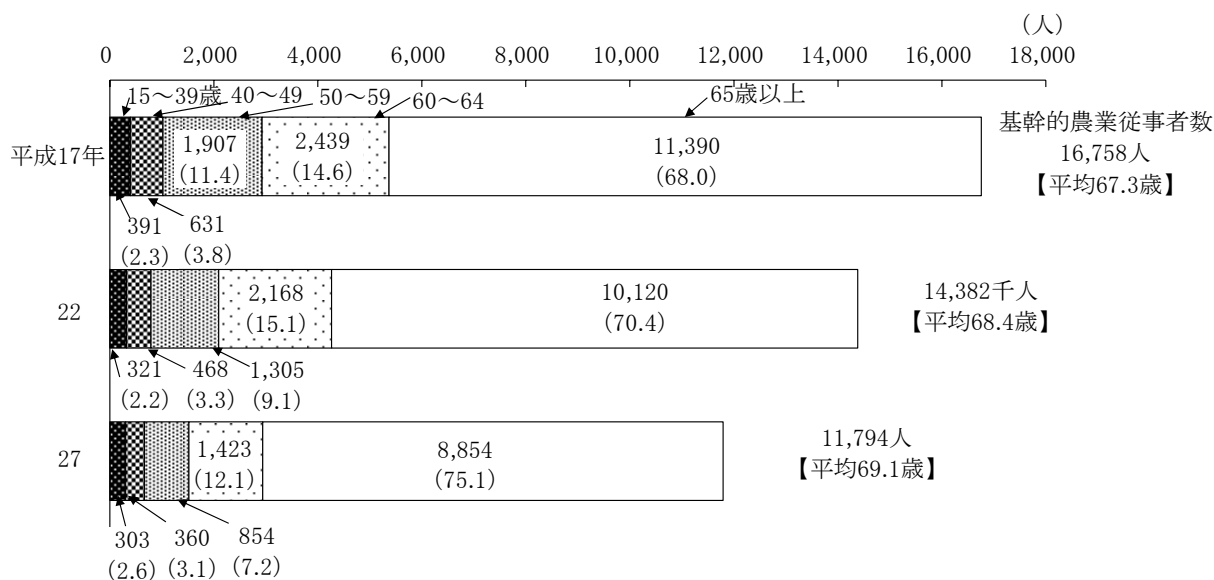 (人)
0 2,000 4,000 6,000 8,000 10,000 12,000 14,000 16,000 18,000
15～39歳 40～49 50～59 60～64 65歳以上
平成17年
1,907
(11.4)
2,439
(14.6)
11,390
(68.0)
基幹的農業従事者数
16,758人
【平均67.3歳】
391
(2.3)
631
(3.8)
22
2,168
(15.1)
10,120
(70.4)
14,382千人
【平均68.4歳】
321
(2.2)
468
(3.3)
1,305
(9.1)
27
1,423
(12.1)
8,854
(75.1)
11,794人
【平均69.1歳】
303
(2.6)
360
(3.1)
854
(7.2)